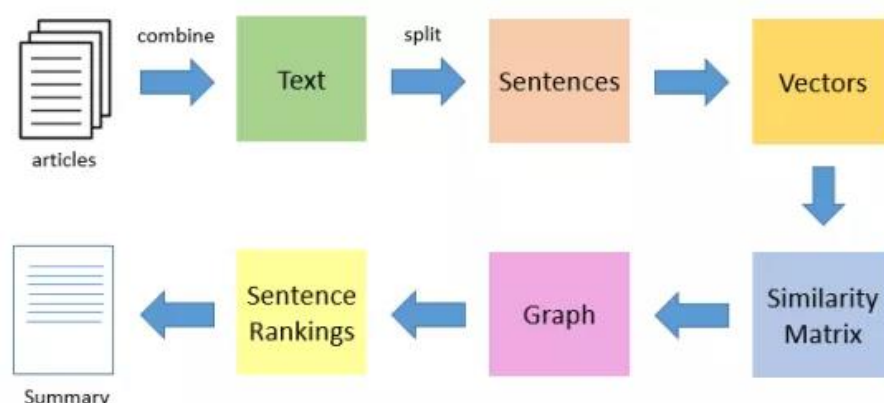 combine
split
Text
Sentences
Vectors
articles
Sentence
Rankings
Graph
Similarity
Matrix
Summary